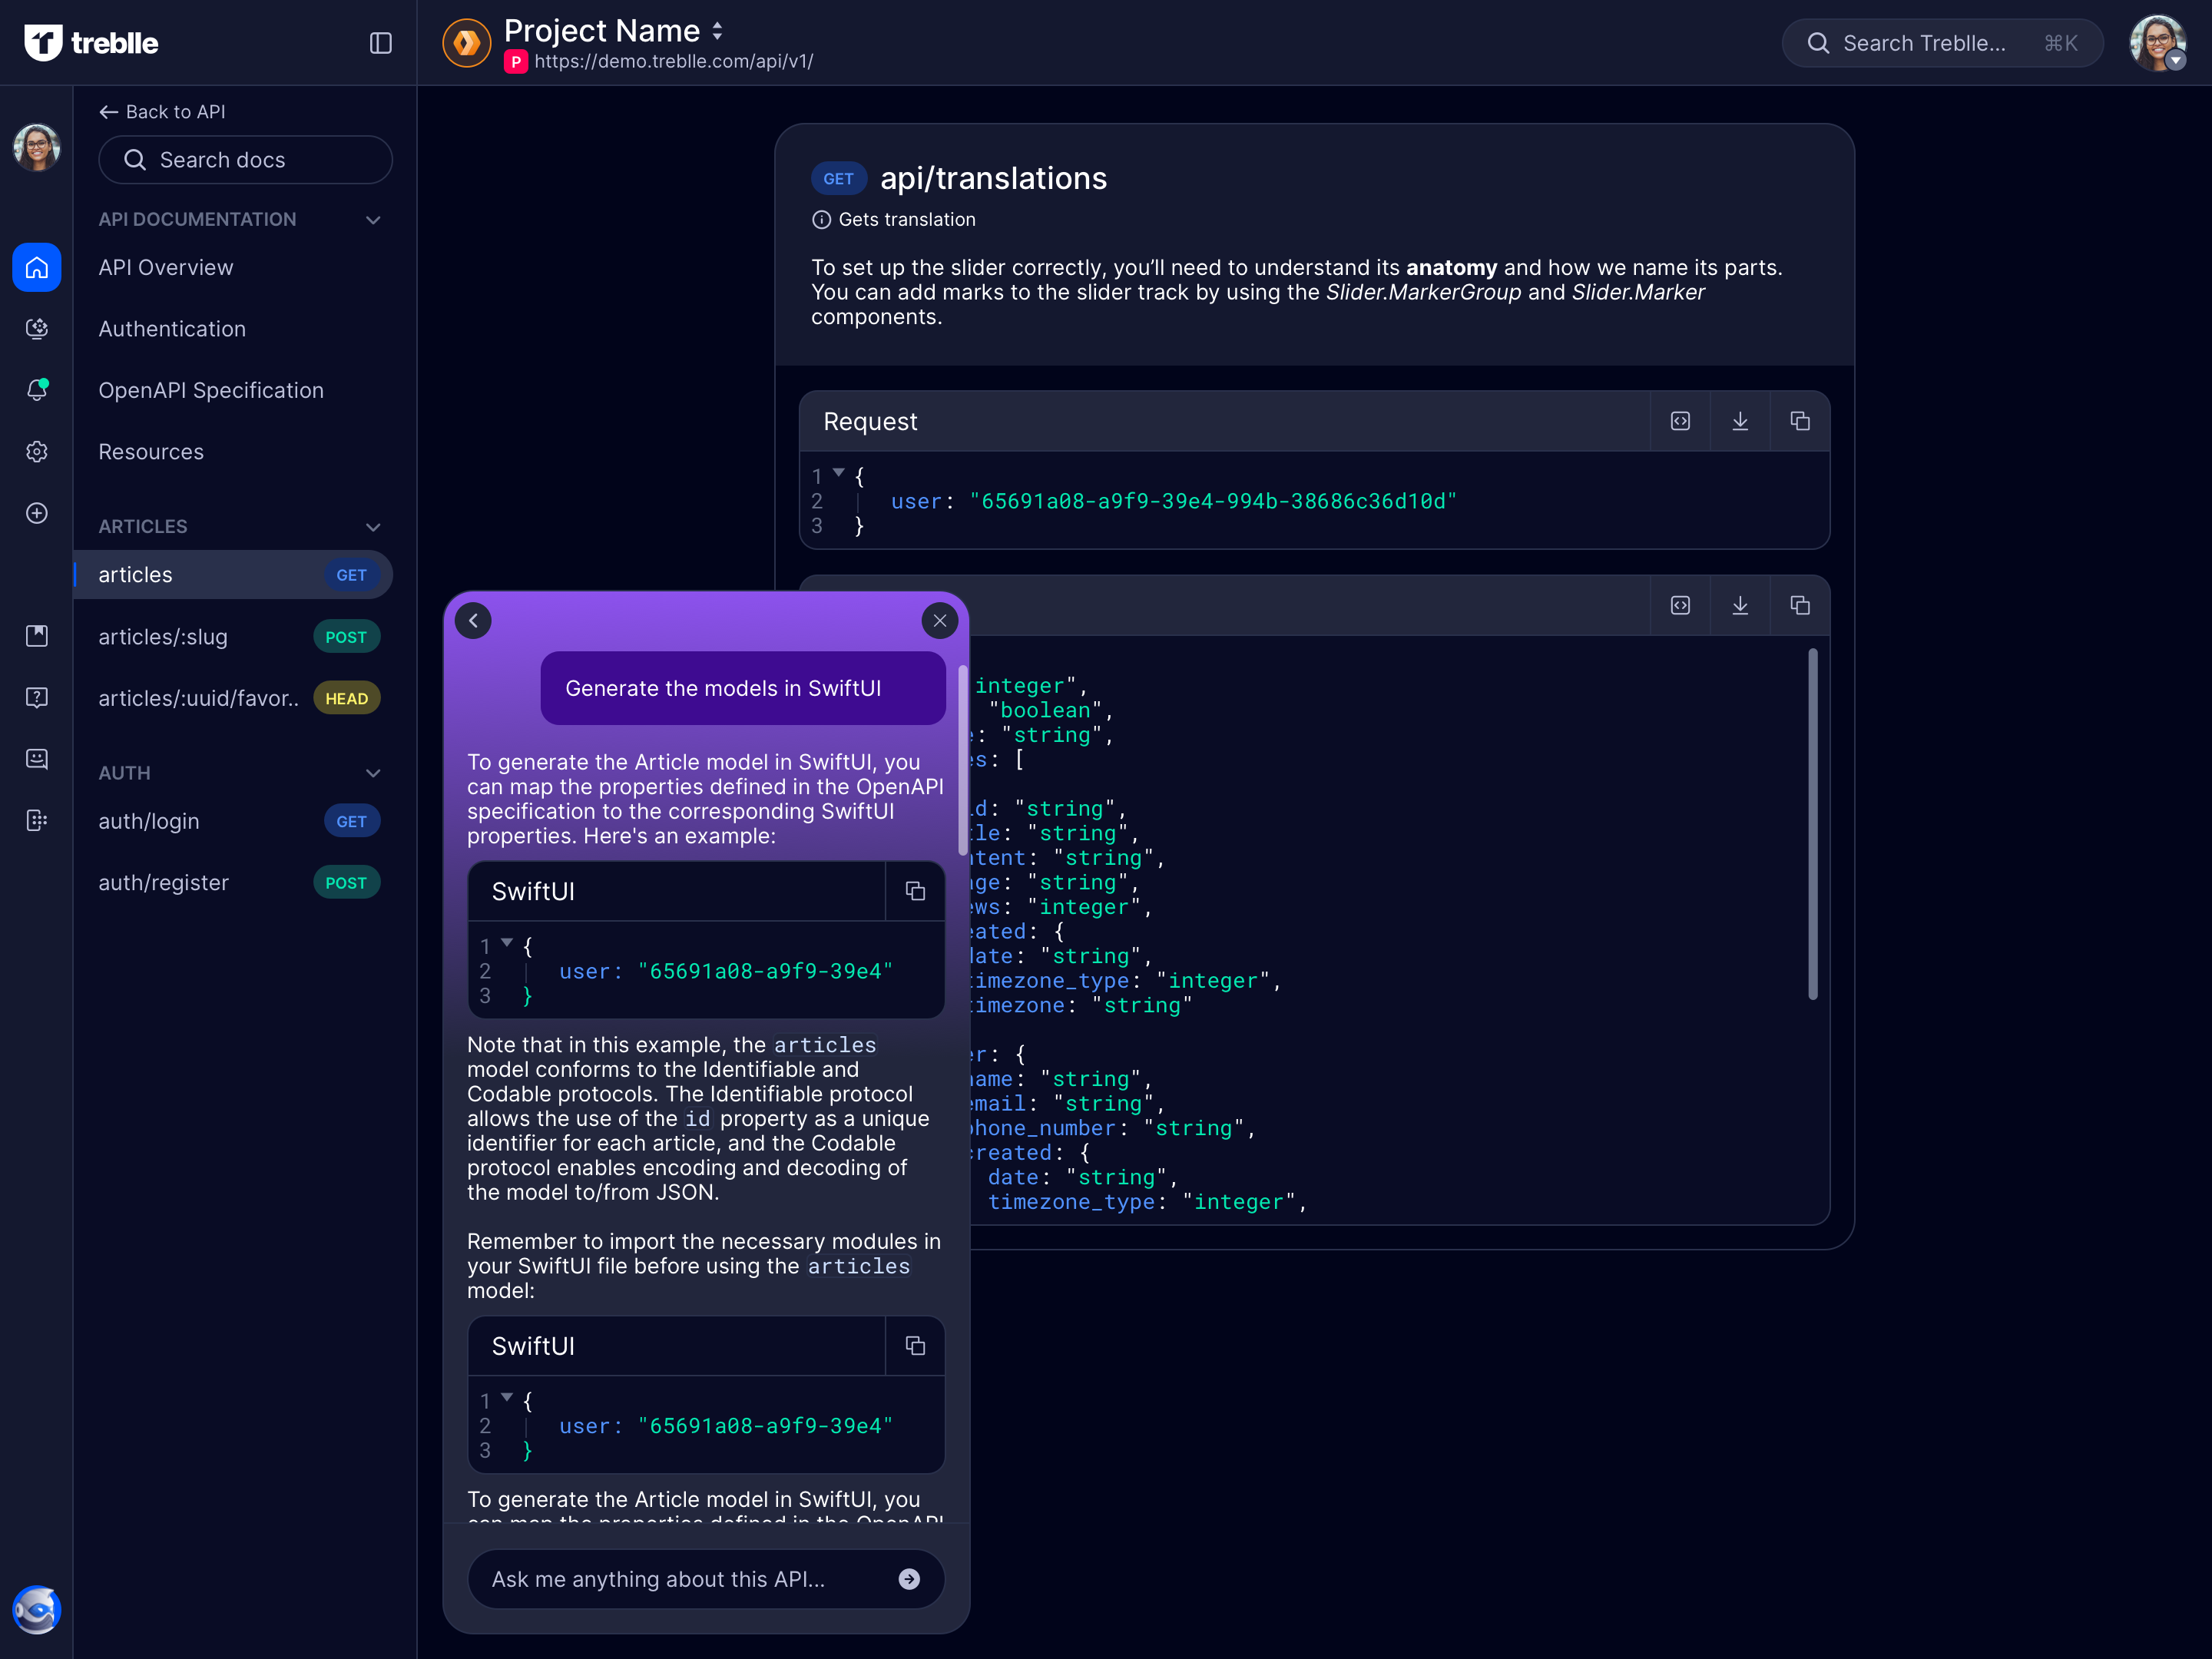 treblle
Project Name
P https://demo.treblle.com/api/v1/
Search Treblle... ⌘K
Back to API
Search docs
API DOCUMENTATION
API Overview
Authentication
OpenAPI Specification
Resources
ARTICLES
articles GET
articles/:slug POST
articles/:uuid/favor.. HEAD
AUTH
auth/login GET
auth/register POST
GET api/translations
Gets translation
To set up the slider correctly, you’ll need to understand its anatomy and how we name its parts.
You can add marks to the slider track by using the Slider.MarkerGroup and Slider.Marker
components.
Request
1 {
2 user: "65691a08-a9f9-39e4-994b-38686c36d10d"
3 }
integer",
"boolean",
: "string",
s: [
d: "string",
le: "string",
tent: "string",
ge: "string",
ws: "integer",
ated: {
date: "string",
timezone_type: "integer",
timezone: "string"
r: {
name: "string",
email: "string",
phone_number: "string",
created: {
date: "string",
timezone_type: "integer",
Generate the models in SwiftUI
To generate the Article model in SwiftUI, you
can map the properties defined in the OpenAPI
specification to the corresponding SwiftUI
properties. Here's an example:
SwiftUI
1 {
2 user: "65691a08-a9f9-39e4"
3 }
Note that in this example, the articles
model conforms to the Identifiable and
Codable protocols. The Identifiable protocol
allows the use of the id property as a unique
identifier for each article, and the Codable
protocol enables encoding and decoding of
the model to/from JSON.
Remember to import the necessary modules in
your SwiftUI file before using the articles
model:
SwiftUI
1 {
2 user: "65691a08-a9f9-39e4"
3 }
To generate the Article model in SwiftUI, you
can map the properties defined in the OpenAPI
Ask me anything about this API...